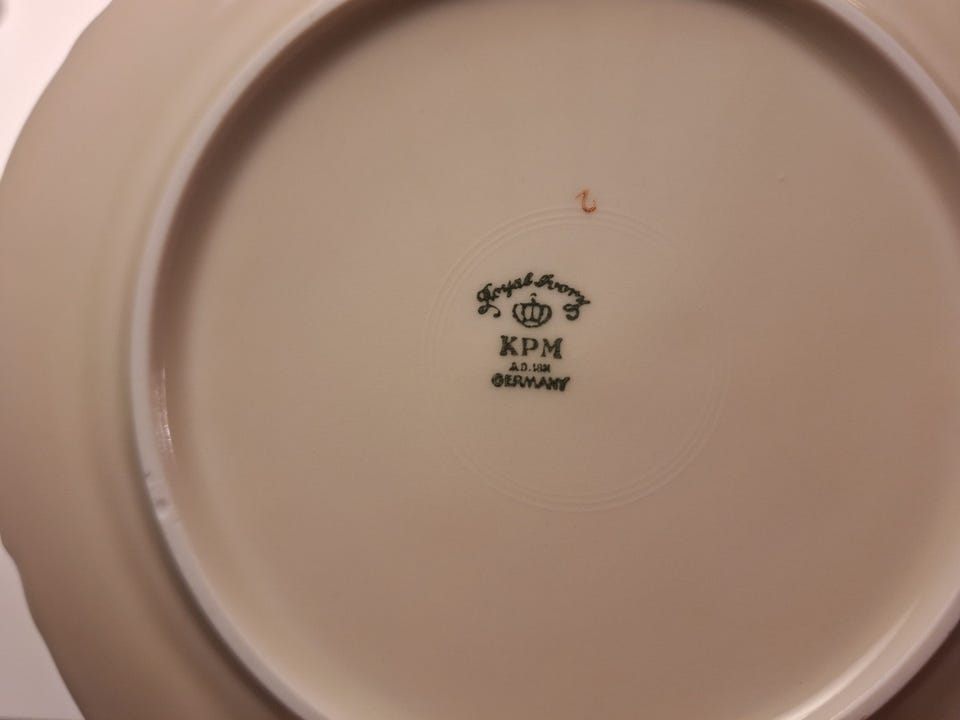 Royal Ivory
KPM
A.D. 1831
GERMANY